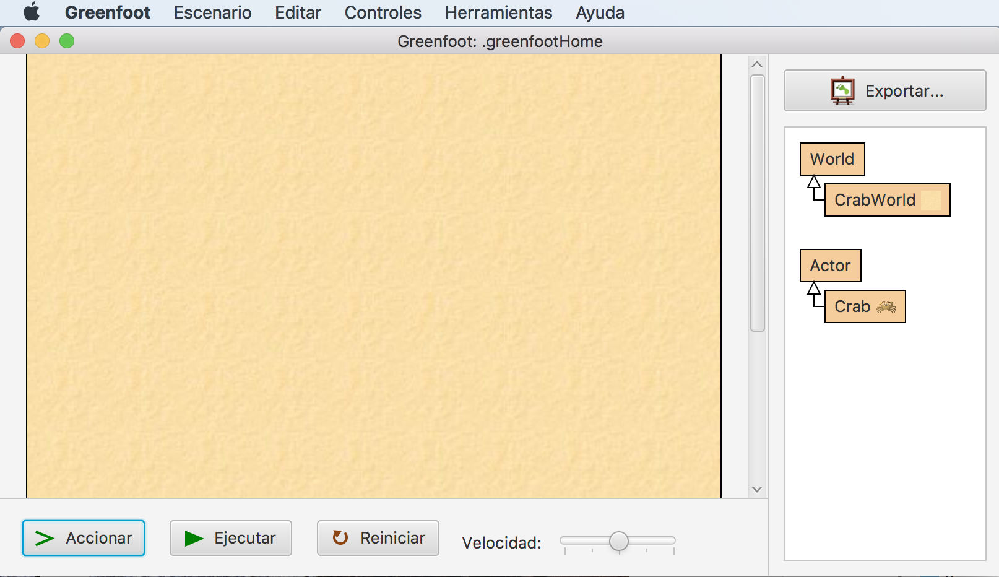 Greenfoot Escenario Editar Controles Herramientas Ayuda
Greenfoot: .greenfootHome
Exportar...
World
CrabWorld
Actor
Crab
Accionar Ejecutar Reiniciar Velocidad: